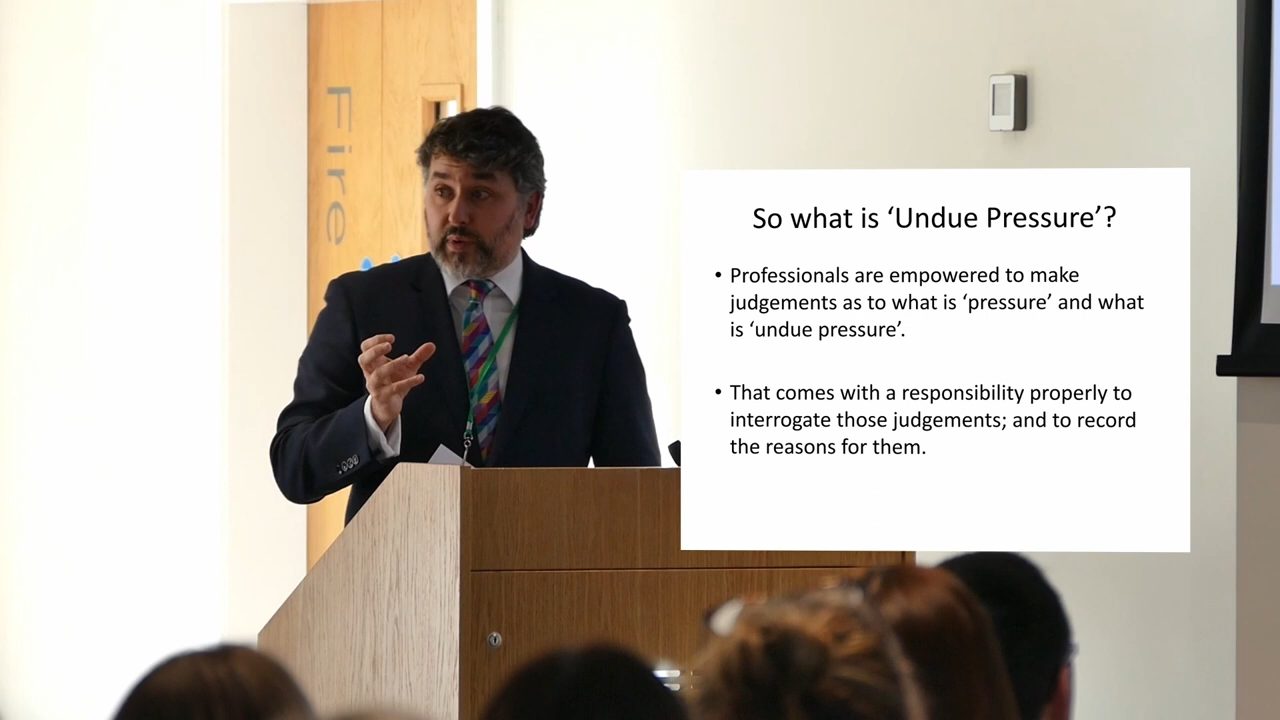 Fire
So what is ‘Undue Pressure’?
• Professionals are empowered to make
judgements as to what is ‘pressure’ and what
is ‘undue pressure’.
• That comes with a responsibility properly to
interrogate those judgements; and to record
the reasons for them.